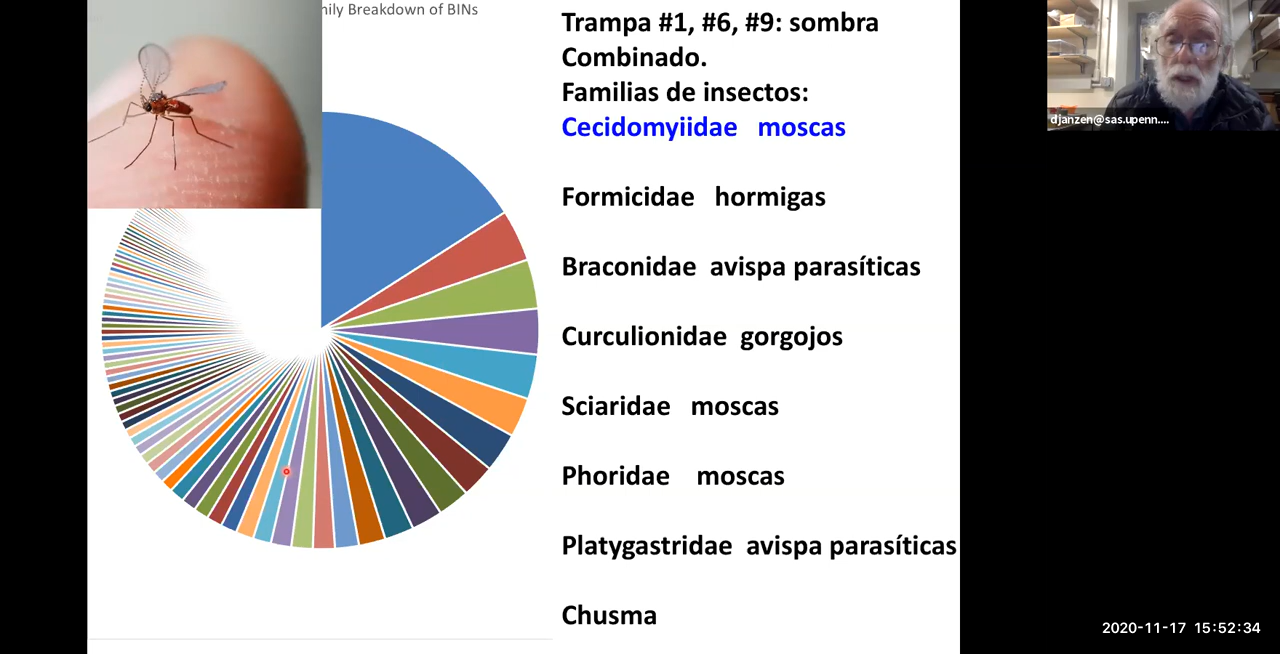 nily Breakdown of BINs
Trampa #1, #6, #9: sombra
Combinado.
Familias de insectos:
Cecidomyiidae moscas
Formicidae hormigas
Braconidae avispa parasíticas
Curculionidae gorgojos
Sciaridae moscas
Phoridae moscas
Platygastridae avispa parasíticas
Chusma
djanzen@sas.upenn....
2020-11-17 15:52:34